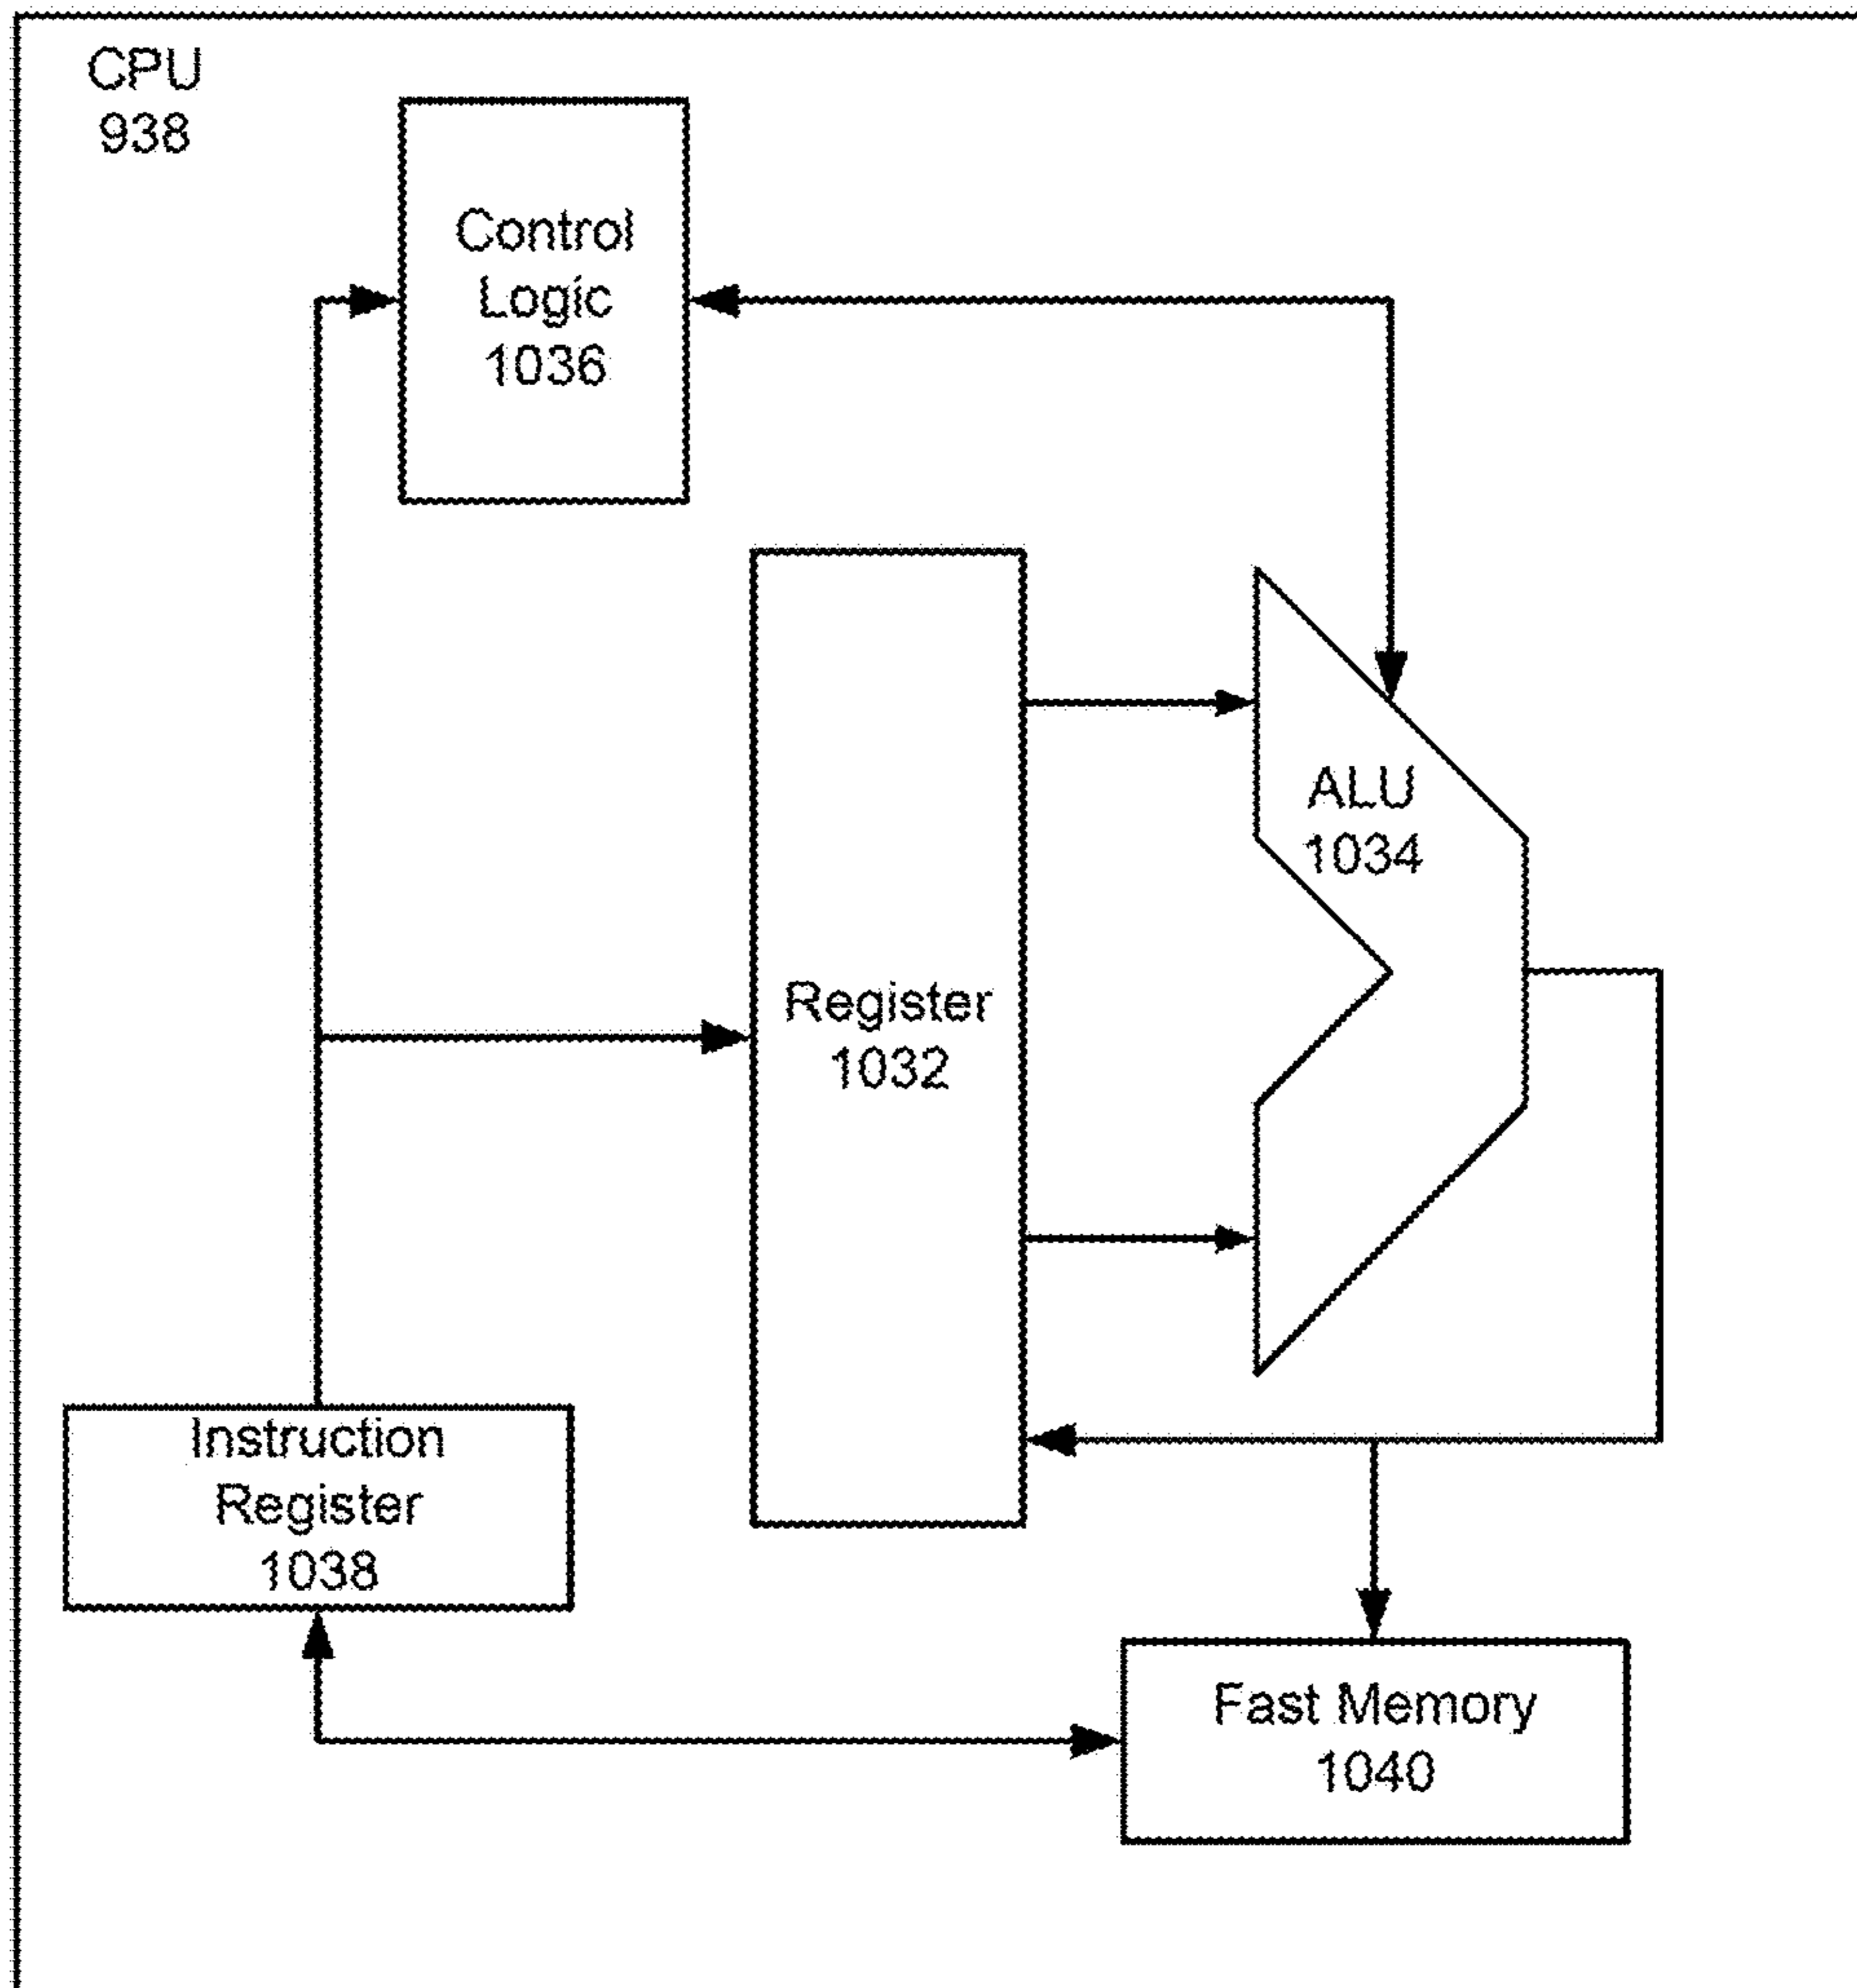 CPU
938
Control
Logic
1036
ALU
1034
Register
1032
Instruction
Register
1038
Fast Memory
1040